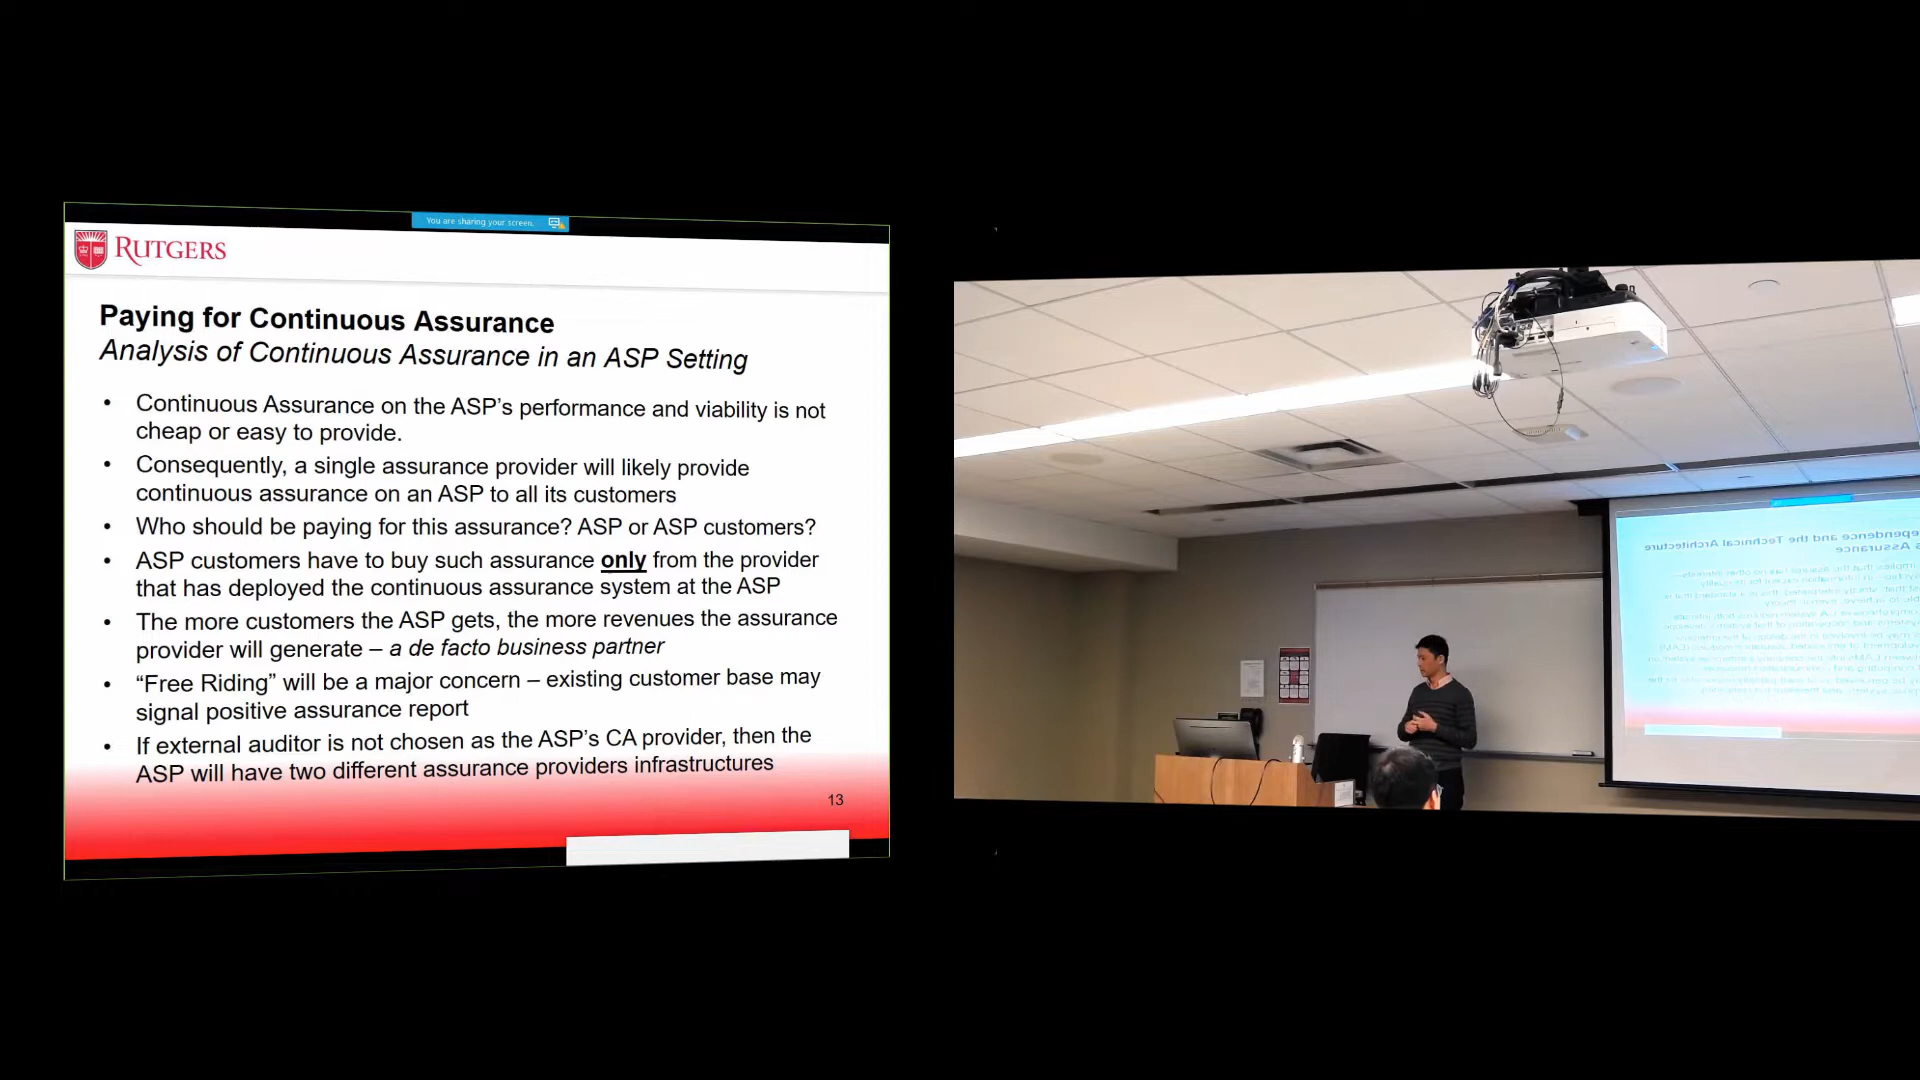 You are sharing your screen.
RUTGERS
Paying for Continuous Assurance
Analysis of Continuous Assurance in an ASP Setting
• Continuous Assurance on the ASP’s performance and viability is not
cheap or easy to provide.
• Consequently, a single assurance provider will likely provide
continuous assurance on an ASP to all its customers
• Who should be paying for this assurance? ASP or ASP customers?
• ASP customers have to buy such assurance only from the provider
that has deployed the continuous assurance system at the ASP
• The more customers the ASP gets, the more revenues the assurance
provider will generate – a de facto business partner
• “Free Riding” will be a major concern – existing customer base may
signal positive assurance report
• If external auditor is not chosen as the ASP’s CA provider, then the
ASP will have two different assurance providers infrastructures
13
and the Technical Architecture
Assurance